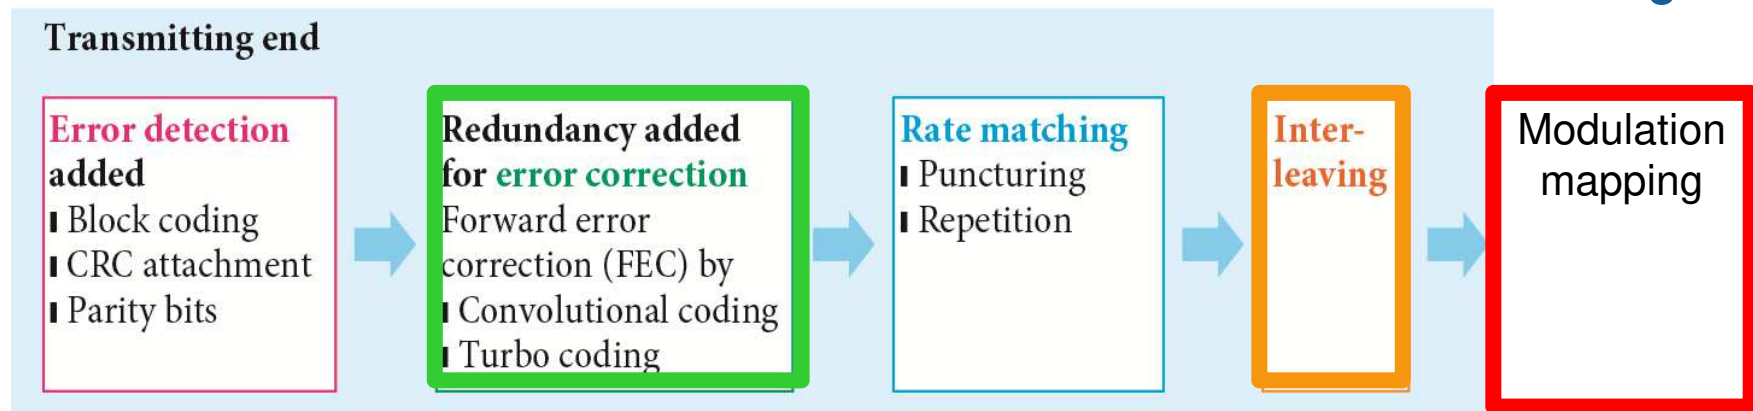 Transmitting end
Error detection
added
▌Block coding
▌CRC attachment
▌Parity bits
Redundancy added
for error correction
Forward error
correction (FEC) by
▌Convolutional coding
▌Turbo coding
Rate matching
▌Puncturing
▌Repetition
Inter-
leaving
Modulation
mapping